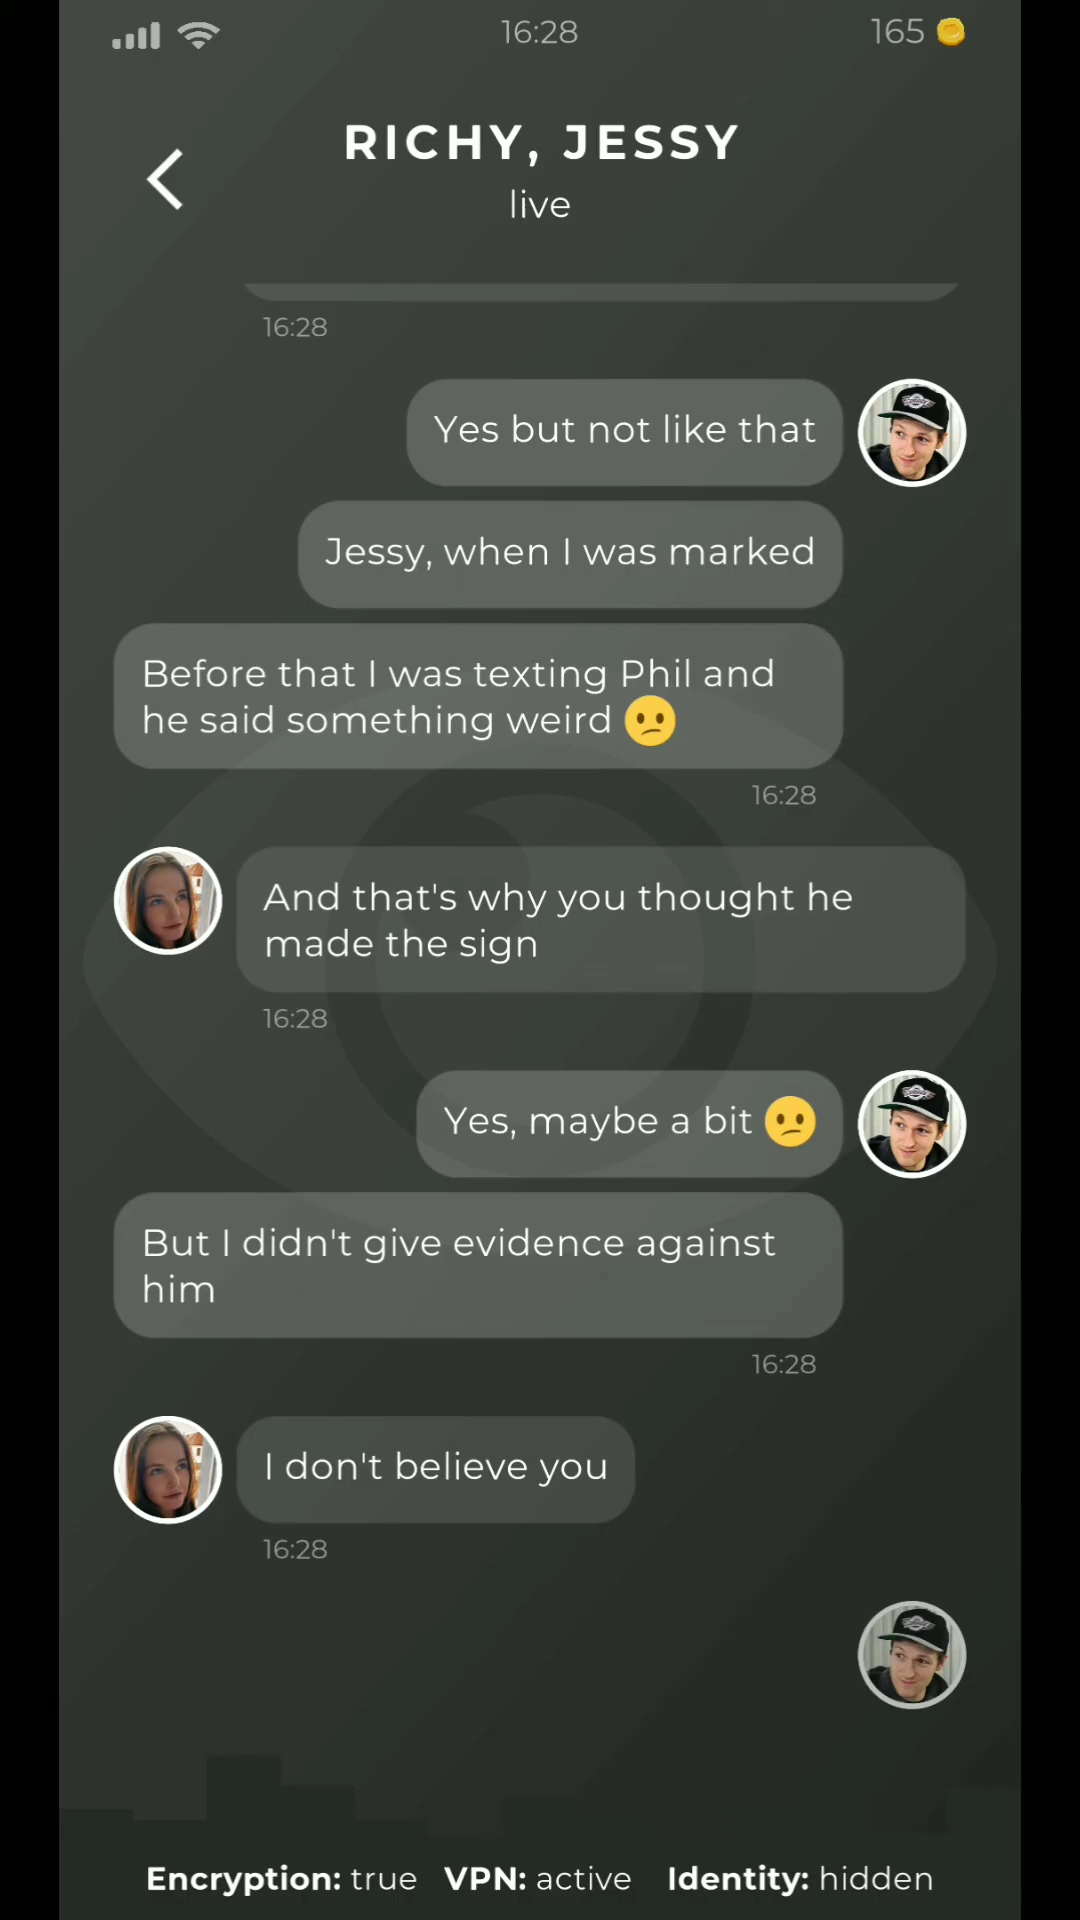 16:28
165
RICHY, JESSY
live
16:28
Yes but not like that
Jessy, when I was marked
Before that I was texting Phil and
he said something weird 😕
16:28
And that's why you thought he
made the sign
16:28
Yes, maybe a bit 😕
But I didn't give evidence against
him
16:28
I don't believe you
16:28
Encryption: true VPN: active Identity: hidden